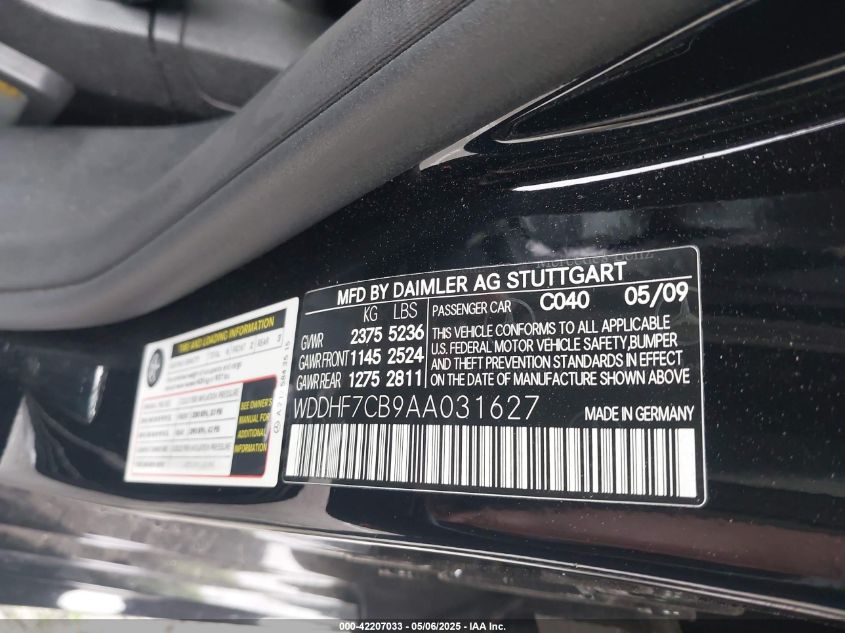 Mercedes-Benz
MFD BY DAIMLER AG STUTTGART
KG LBS
GVWR 2375 5236
GAWR FRONT 1145 2524
GAWR REAR 1275 2811
PASSENGER CAR C040 05/09
THIS VEHICLE CONFORMS TO ALL APPLICABLE
U.S. FEDERAL MOTOR VEHICLE SAFETY, BUMPER
AND THEFT PREVENTION STANDARDS IN EFFECT
ON THE DATE OF MANUFACTURE SHOWN ABOVE.
WDDHF7CB9AA031627
MADE IN GERMANY
TIRE AND LOADING INFORMATION
SEE OWNER'S
MANUAL FOR
ADDITIONAL
INFORMATION
000-42207033 - 05/06/2025 - IAA Inc.